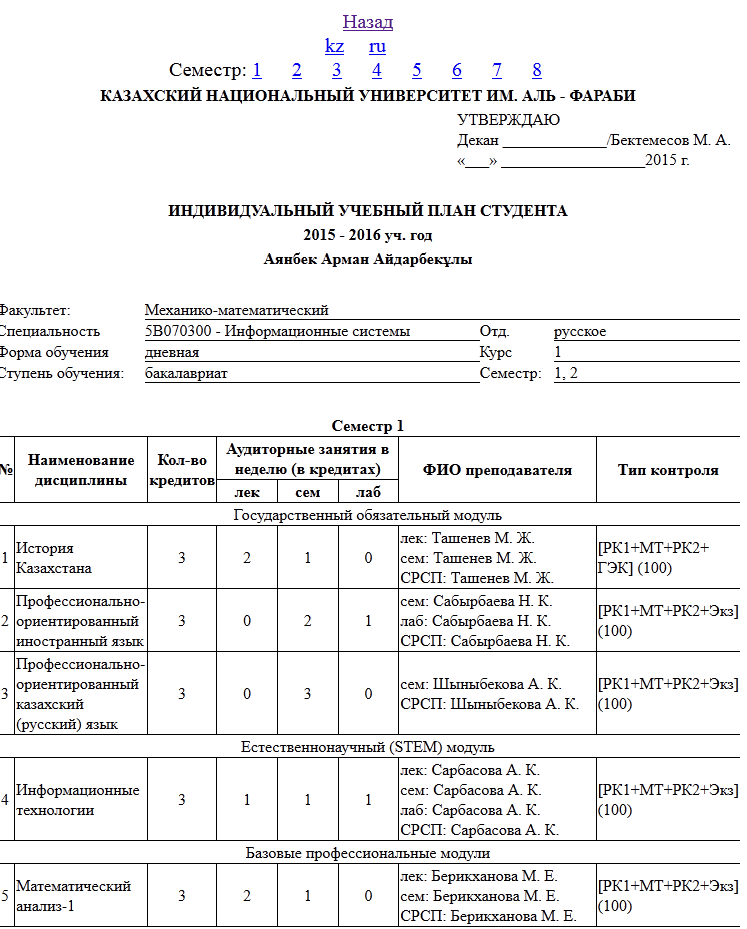 Назад
kz ru
Семестр: 1 2 3 4 5 6 7 8
КАЗАХСКИЙ НАЦИОНАЛЬНЫЙ УНИВЕРСИТЕТ ИМ. АЛЬ - ФАРАБИ
УТВЕРЖДАЮ
Декан _____________/Бектемесов М. А.
«___» __________________2015 г.
ИНДИВИДУАЛЬНЫЙ УЧЕБНЫЙ ПЛАН СТУДЕНТА
2015 - 2016 уч. год
Аянбек Арман Айдарбекұлы
Факультет: Механико-математический
Специальность 5В070300 - Информационные системы Отд. русское
Форма обучения дневная Курс 1
Ступень обучения: бакалавриат Семестр: 1, 2
Семестр 1
№ Наименование дисциплины Кол-во кредитов Аудиторные занятия в неделю (в кредитах) ФИО преподавателя Тип контроля
лек сем лаб
Государственный обязательный модуль
лек: Ташенев М. Ж.
1 История Казахстана 3 2 1 0 сем: Ташенев М. Ж. [РК1+МТ+РК2+ ГЭК] (100)
СРСП: Ташенев М. Ж.
Профессионально- сем: Сабырбаева Н. К.
2 ориентированный 3 0 2 1 лаб: Сабырбаева Н. К. [РК1+МТ+РК2+Экз] (100)
иностранный язык СРСП: Сабырбаева Н. К.
Профессионально-
3 ориентированный 3 0 3 0 сем: Шыныбекова А. К. [РК1+МТ+РК2+Экз]
казахский СРСП: Шыныбекова А. К. (100)
(русский) язык
Естественнонаучный (STEM) модуль
лек: Сарбасова А. К.
4 Информационные 3 1 1 1 сем: Сарбасова А. К. [РК1+МТ+РК2+Экз]
технологии лаб: Сарбасова А. К. (100)
СРСП: Сарбасова А. К.
Базовые профессиональные модули
лек: Берикханова М. Е.
5 Математический анализ-1 3 2 1 0 сем: Берикханова М. Е. [РК1+МТ+РК2+Экз] (100)
СРСП: Берикханова М. Е.